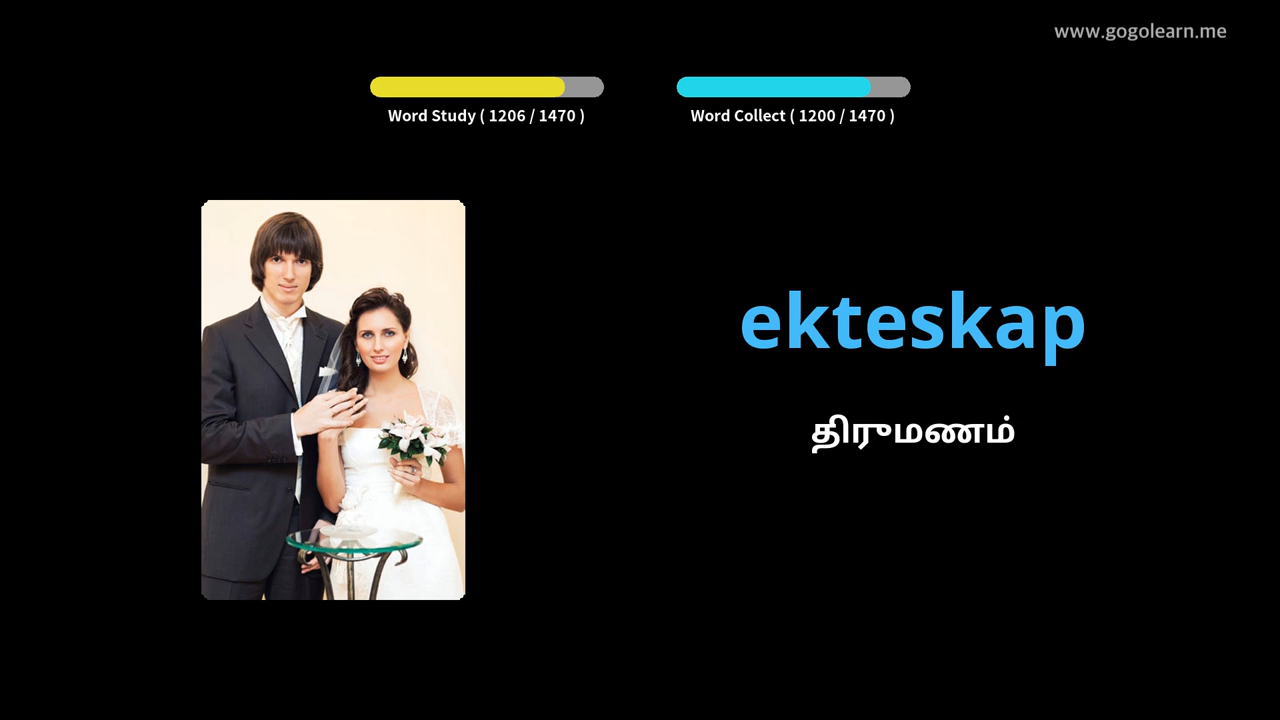 www.gogolearn.me
Word Study ( 1206 / 1470 )
Word Collect ( 1200 / 1470 )
ekteskap
திருமணம்